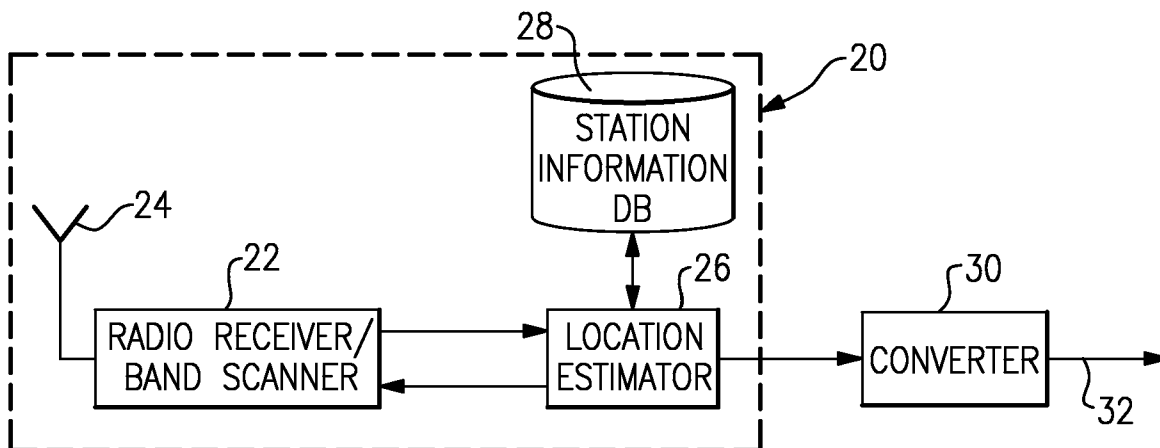 28
20
STATION
INFORMATION
DB
24
22
26
30
RADIO RECEIVER/
BAND SCANNER
LOCATION
ESTIMATOR
CONVERTER
32